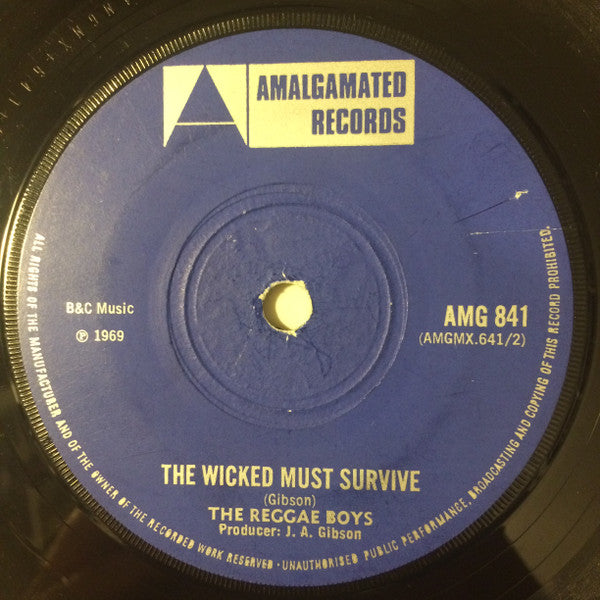 A
AMALGAMATED
RECORDS
B&C Music
℗ 1969
AMG 841
(AMGMX.641/2)
THE WICKED MUST SURVIVE
(Gibson)
THE REGGAE BOYS
Producer: J. A. Gibson
ALL RIGHTS OF THE MANUFACTURER AND OF THE OWNER OF THE RECORDED WORK RESERVED · UNAUTHORISED PUBLIC PERFORMANCE, BROADCASTING AND COPYING OF THIS RECORD PROHIBITED.